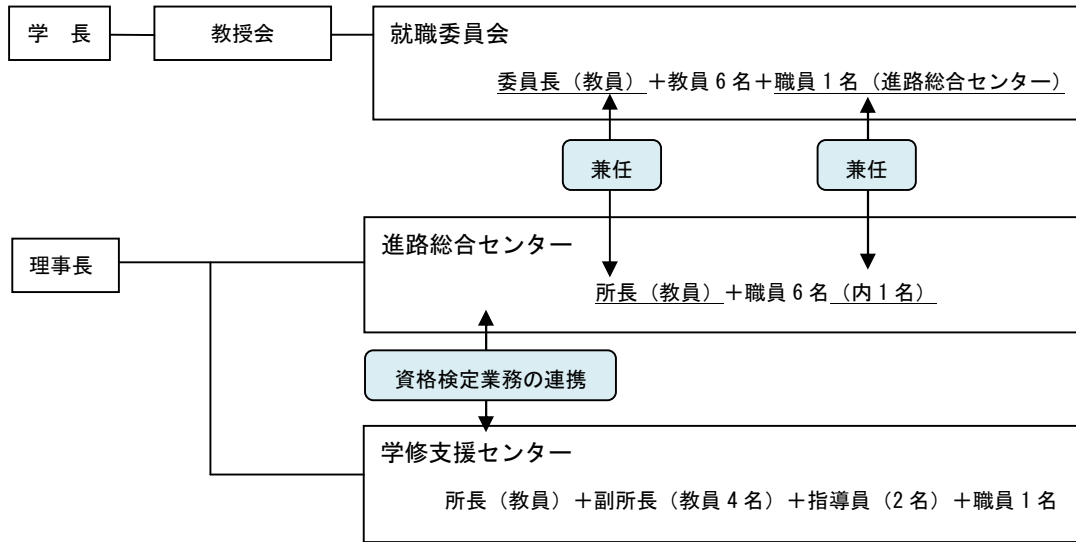 学　長
教授会
就職委員会
委員長（教員）＋教員６名＋職員１名（進路総合センター）
兼任
兼任
理事長
進路総合センター
所長（教員）＋職員６名（内１名）
資格検定業務の連携
学修支援センター
所長（教員）＋副所長（教員４名）＋指導員（２名）＋職員１名